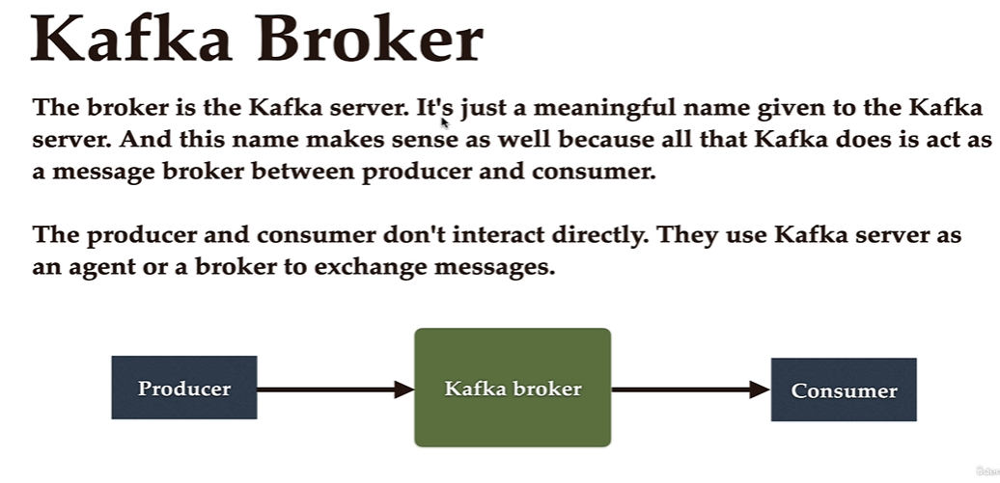 Kafka Broker
The broker is the Kafka server. It's just a meaningful name given to the Kafka
server. And this name makes sense as well because all that Kafka does is act as
a message broker between producer and consumer.
The producer and consumer don't interact directly. They use Kafka server as
an agent or a broker to exchange messages.
Producer
Kafka broker
Consumer